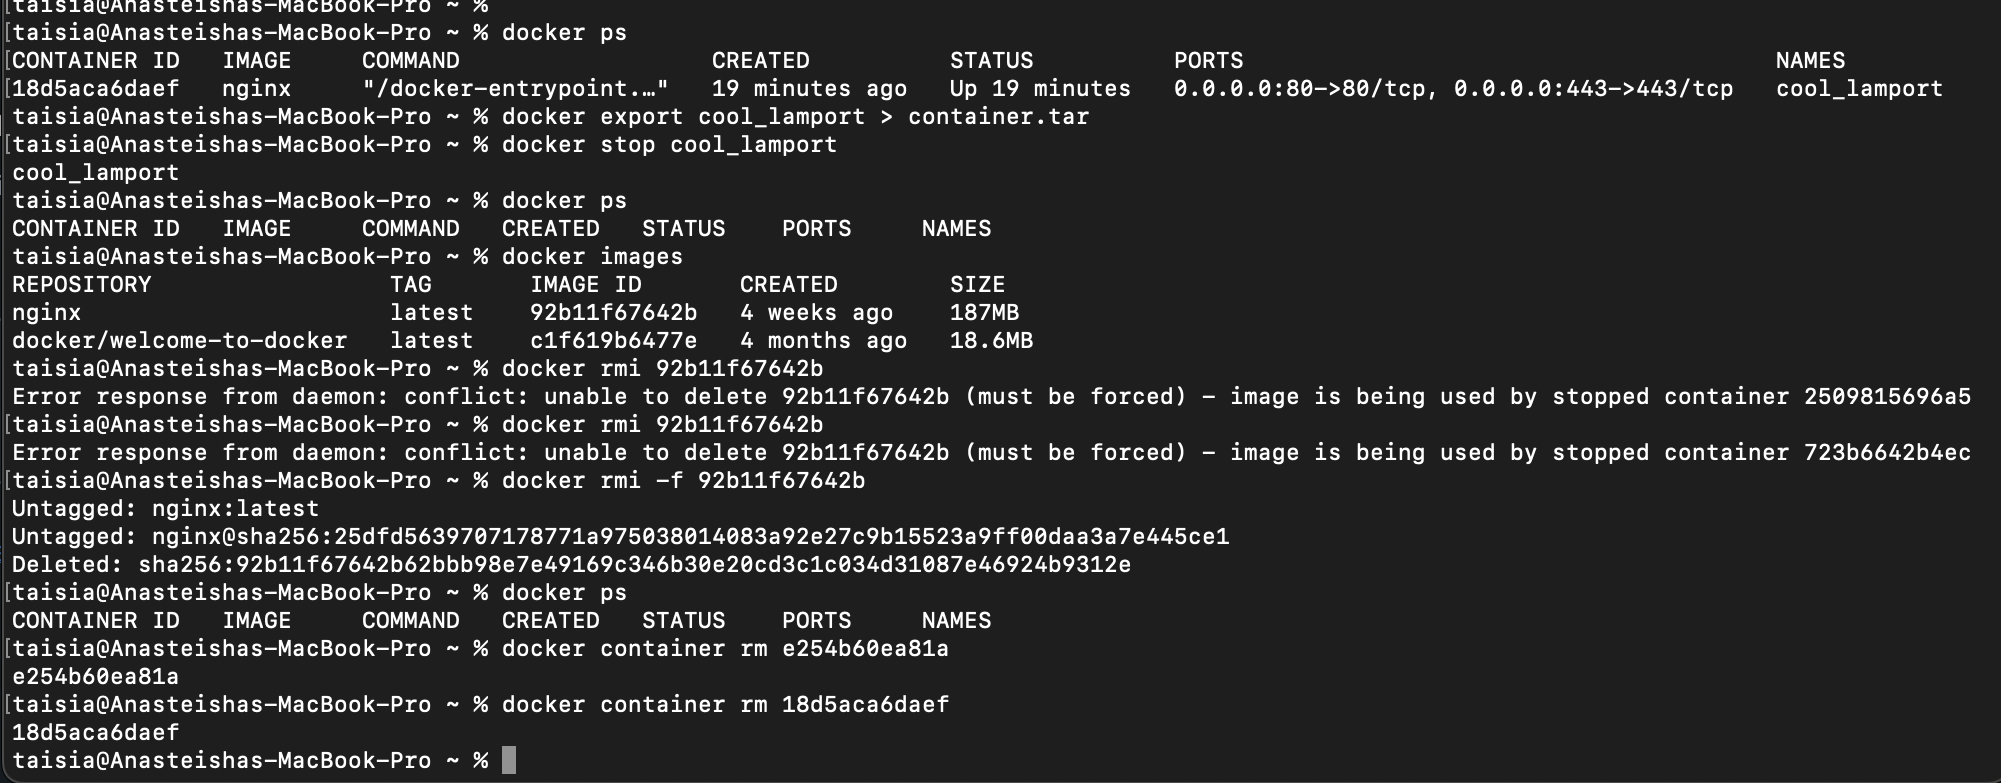 taisia@Anasteishas-MacBook-Pro ~ %
taisia@Anasteishas-MacBook-Pro ~ % docker ps
CONTAINER ID   IMAGE     COMMAND                  CREATED          STATUS          PORTS                                      NAMES
18d5aca6daef   nginx     "/docker-entrypoint.…"   19 minutes ago   Up 19 minutes   0.0.0.0:80->80/tcp, 0.0.0.0:443->443/tcp   cool_lamport
taisia@Anasteishas-MacBook-Pro ~ % docker export cool_lamport > container.tar
taisia@Anasteishas-MacBook-Pro ~ % docker stop cool_lamport
cool_lamport
taisia@Anasteishas-MacBook-Pro ~ % docker ps
CONTAINER ID   IMAGE     COMMAND   CREATED   STATUS    PORTS     NAMES
taisia@Anasteishas-MacBook-Pro ~ % docker images
REPOSITORY                 TAG       IMAGE ID       CREATED        SIZE
nginx                      latest    92b11f67642b   4 weeks ago    187MB
docker/welcome-to-docker   latest    c1f619b6477e   4 months ago   18.6MB
taisia@Anasteishas-MacBook-Pro ~ % docker rmi 92b11f67642b
Error response from daemon: conflict: unable to delete 92b11f67642b (must be forced) - image is being used by stopped container 2509815696a5
taisia@Anasteishas-MacBook-Pro ~ % docker rmi 92b11f67642b
Error response from daemon: conflict: unable to delete 92b11f67642b (must be forced) - image is being used by stopped container 723b6642b4ec
taisia@Anasteishas-MacBook-Pro ~ % docker rmi -f 92b11f67642b
Untagged: nginx:latest
Untagged: nginx@sha256:25dfd5639707178771a975038014083a92e27c9b15523a9ff00daa3a7e445ce1
Deleted: sha256:92b11f67642b62bbb98e7e49169c346b30e20cd3c1c034d31087e46924b9312e
taisia@Anasteishas-MacBook-Pro ~ % docker ps
CONTAINER ID   IMAGE     COMMAND   CREATED   STATUS    PORTS     NAMES
taisia@Anasteishas-MacBook-Pro ~ % docker container rm e254b60ea81a
e254b60ea81a
taisia@Anasteishas-MacBook-Pro ~ % docker container rm 18d5aca6daef
18d5aca6daef
taisia@Anasteishas-MacBook-Pro ~ %